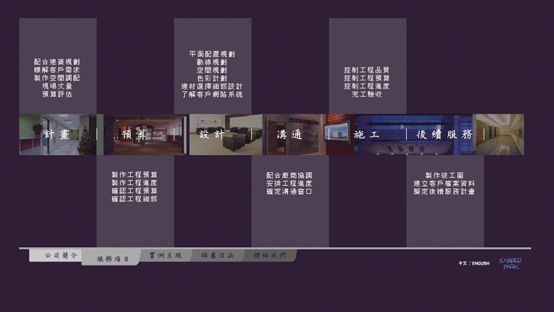 配合建築規劃
瞭解客戶需求
製作空間調配
現場丈量
預算評估
平面配置規劃
動線規劃
空間規劃
色彩計劃
建材選擇細部設計
了解客戶網路系統
控制工程品質
控制工程預算
控制工程進度
完工驗收
計畫
預算
設計
溝通
施工
後續服務
製作工程預算
製作工程進度
確認工程預算
確認工程細部
配合廠商協調
安排工程進度
確定溝通窗口
製作竣工圖
建立客戶檔案資料
擬定後續服務計畫
公司簡介
服務項目
實例呈現
推薦佳品
聯絡我們
中文 / ENGLISH
SHAPER
PARK